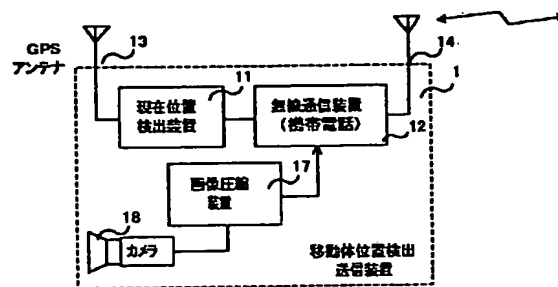 GPS
アンテナ
13
14
1
11
現在位置
検出装置
無線通信装置
(携帯電話)
12
17
画像圧縮
装置
18
カメラ
移動体位置検出
送信装置